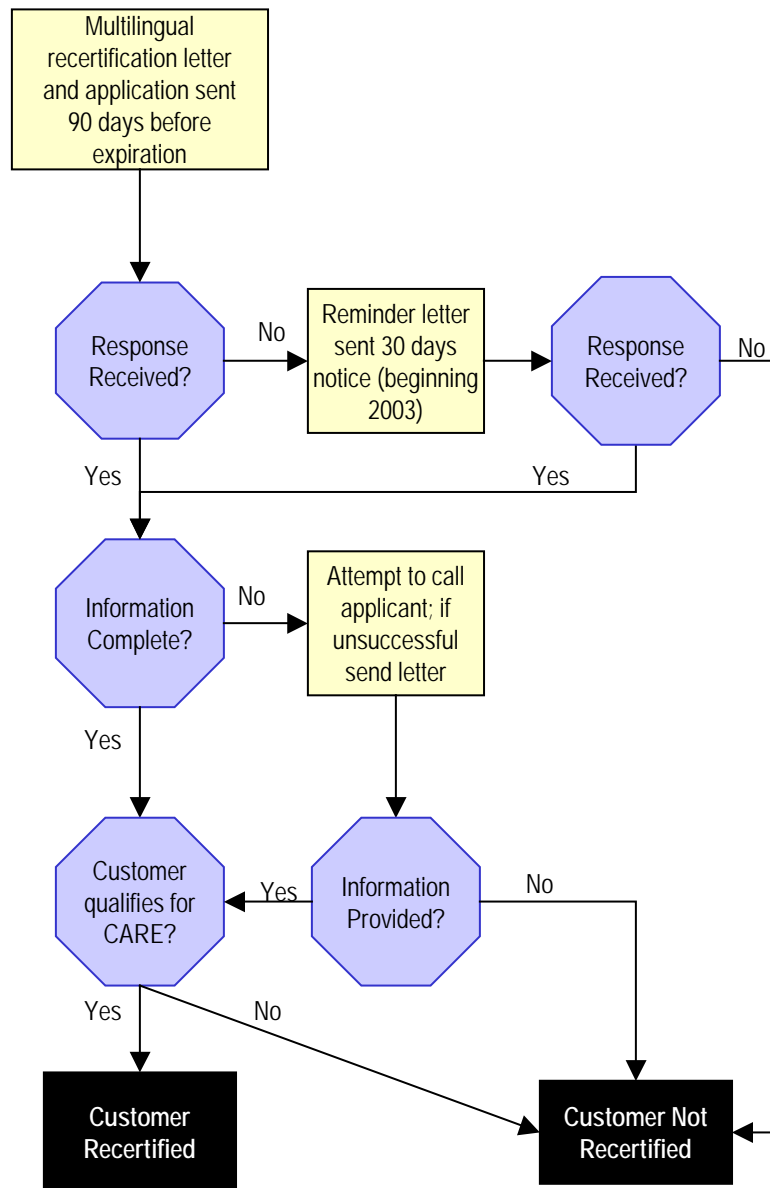 Multilingual
recertification letter
and application sent
90 days before
expiration
Response
Received?
No
Reminder letter
sent 30 days
notice (beginning
2003)
Response
Received?
No
Yes
Yes
Information
Complete?
No
Attempt to call
applicant; if
unsuccessful
send letter
Yes
Customer
qualifies for
CARE?
Yes
Information
Provided?
No
Yes
No
Customer
Recertified
Customer Not
Recertified